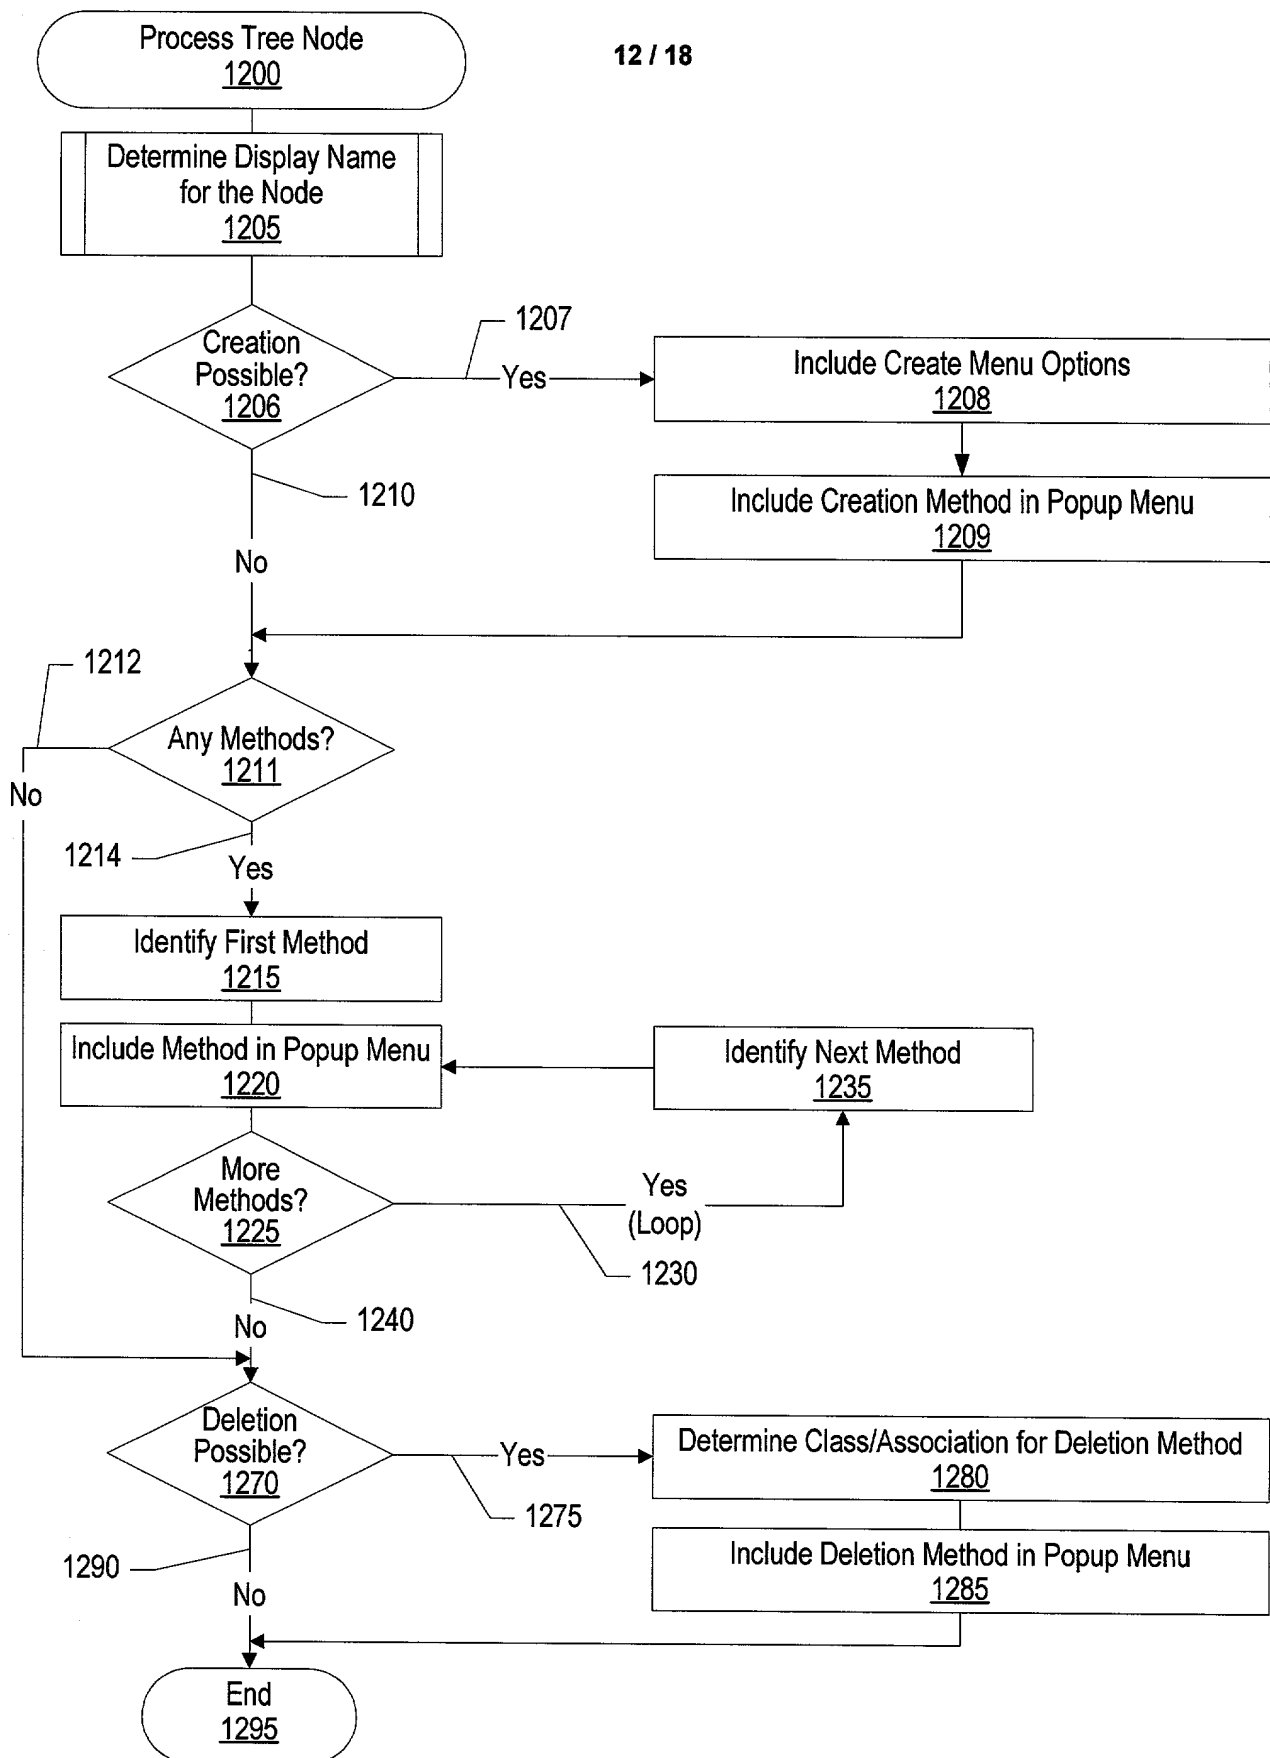 Process Tree Node
1200
12 / 18
Determine Display Name
for the Node
1205
1207
Creation
Possible?
1206
Yes
Include Create Menu Options
1208
1210
Include Creation Method in Popup Menu
1209
No
1212
Any Methods?
1211
No
1214
Yes
Identify First Method
1215
Include Method in Popup Menu
1220
Identify Next Method
1235
More
Methods?
1225
Yes
(Loop)
1230
1240
No
Deletion
Possible?
1270
Yes
1275
Determine Class/Association for Deletion Method
1280
Include Deletion Method in Popup Menu
1285
1290
No
End
1295